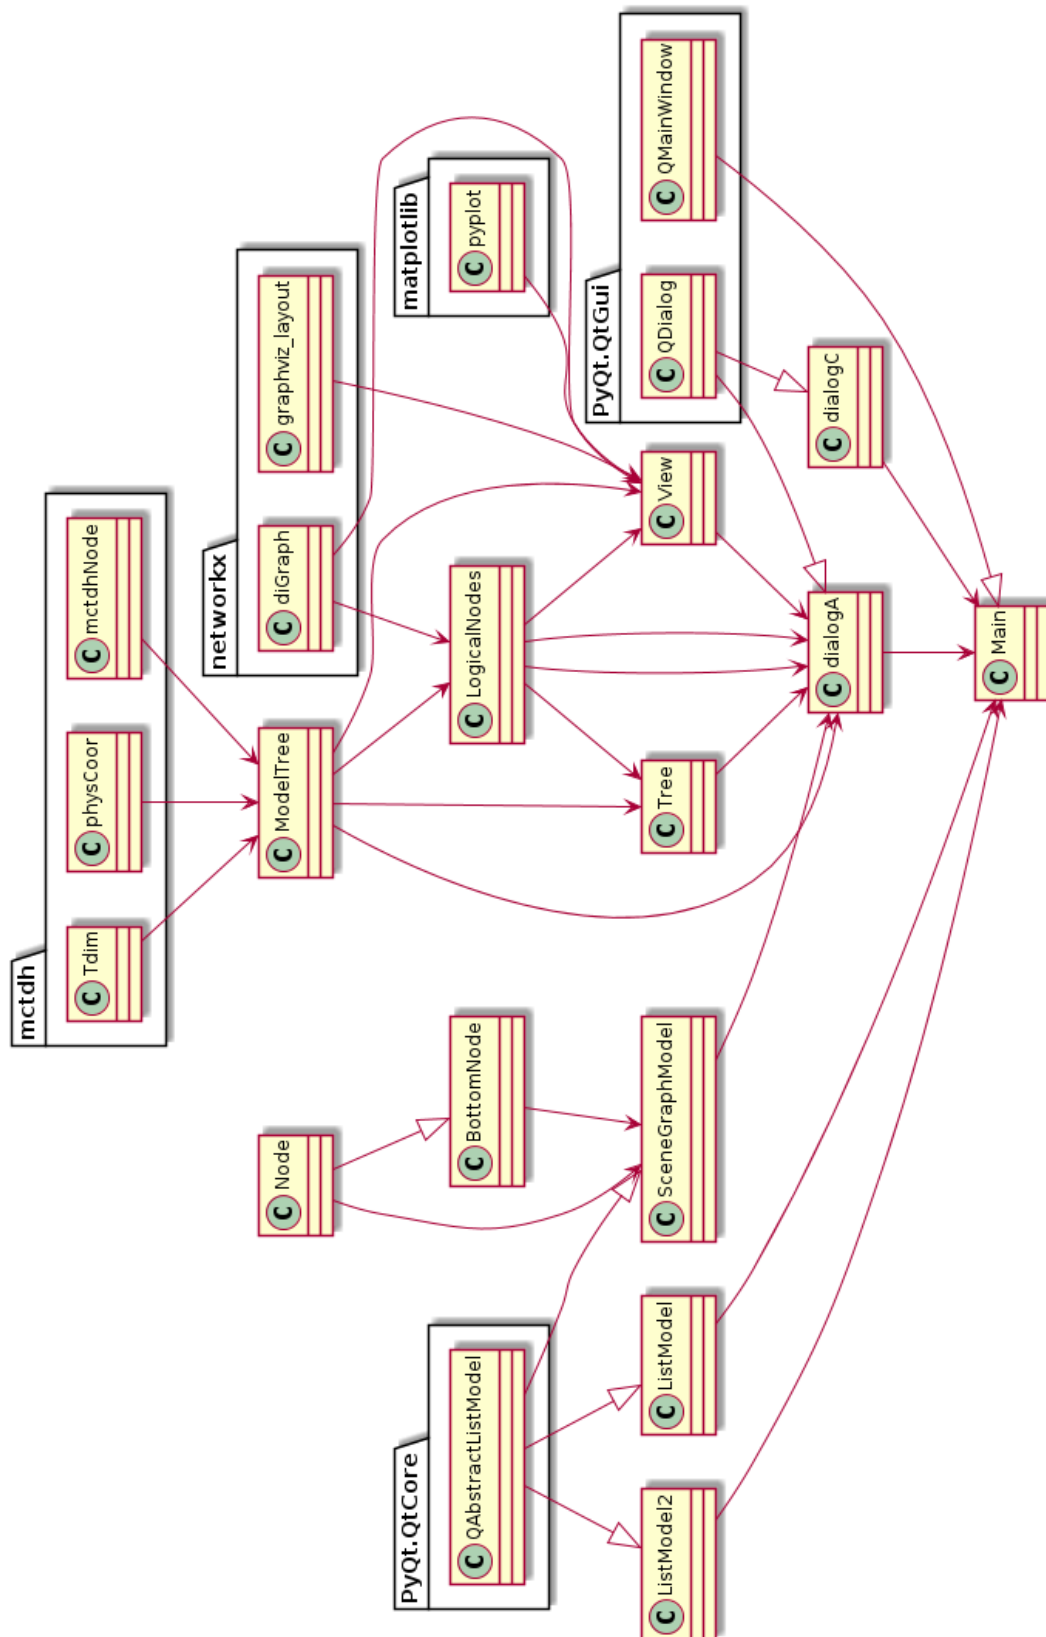 PyQt.QtCore
C QAbstractListModel
C ListModel2
C ListModel
C Node
C BottomNode
C SceneGraphModel
mctdh
C Tdim
C physCoor
C mctdhNode
C ModelTree
networkx
C diGraph
C graphviz_layout
C LogicalNodes
matplotlib
C pyplot
C Tree
C View
PyQt.QtGui
C QDialog
C QMainWindow
C dialogA
C dialogC
C Main